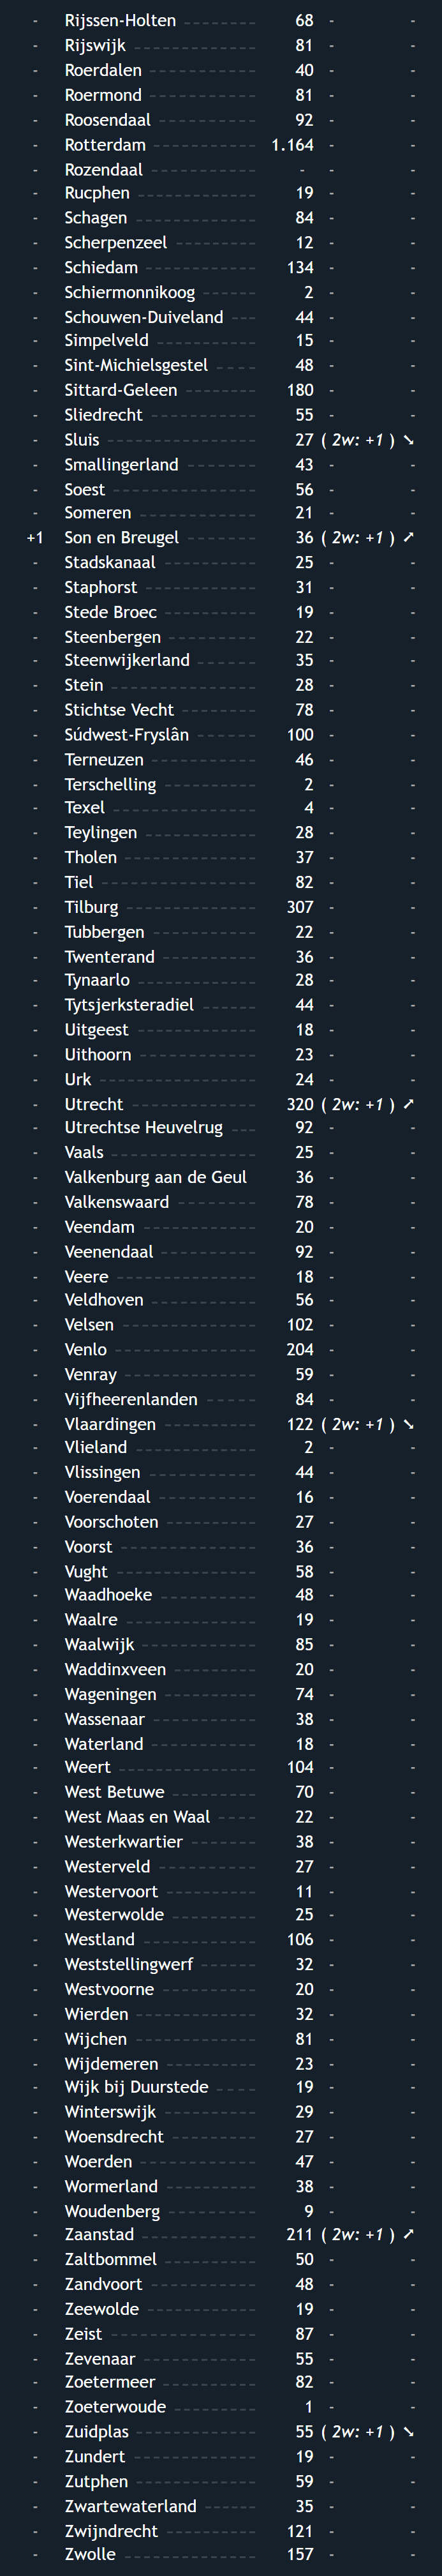 - Rijssen-Holten 68 - -
- Rijswijk 81 - -
- Roerdalen 40 - -
- Roermond 81 - -
- Roosendaal 92 - -
- Rotterdam 1.164 - -
- Rozendaal - - -
- Rucphen 19 - -
- Schagen 84 - -
- Scherpenzeel 12 - -
- Schiedam 134 - -
- Schiermonnikoog 2 - -
- Schouwen-Duiveland 44 - -
- Simpelveld 15 - -
- Sint-Michielsgestel 48 - -
- Sittard-Geleen 180 - -
- Sliedrecht 55 - -
- Sluis 27 ( 2w: +1 ) ➘
- Smallingerland 43 - -
- Soest 56 - -
- Someren 21 - -
+1 Son en Breugel 36 ( 2w: +1 ) ➚
- Stadskanaal 25 - -
- Staphorst 31 - -
- Stede Broec 19 - -
- Steenbergen 22 - -
- Steenwijkerland 35 - -
- Stein 28 - -
- Stichtse Vecht 78 - -
- Súdwest-Fryslân 100 - -
- Terneuzen 46 - -
- Terschelling 2 - -
- Texel 4 - -
- Teylingen 28 - -
- Tholen 37 - -
- Tiel 82 - -
- Tilburg 307 - -
- Tubbergen 22 - -
- Twenterand 36 - -
- Tynaarlo 28 - -
- Tytsjerksteradiel 44 - -
- Uitgeest 18 - -
- Uithoorn 23 - -
- Urk 24 - -
- Utrecht 320 ( 2w: +1 ) ➚
- Utrechtse Heuvelrug 92 - -
- Vaals 25 - -
- Valkenburg aan de Geul 36 - -
- Valkenswaard 78 - -
- Veendam 20 - -
- Veenendaal 92 - -
- Veere 18 - -
- Veldhoven 56 - -
- Velsen 102 - -
- Venlo 204 - -
- Venray 59 - -
- Vijfheerenlanden 84 - -
- Vlaardingen 122 ( 2w: +1 ) ➘
- Vlieland 2 - -
- Vlissingen 44 - -
- Voerendaal 16 - -
- Voorschoten 27 - -
- Voorst 36 - -
- Vught 58 - -
- Waadhoeke 48 - -
- Waalre 19 - -
- Waalwijk 85 - -
- Waddinxveen 20 - -
- Wageningen 74 - -
- Wassenaar 38 - -
- Waterland 18 - -
- Weert 104 - -
- West Betuwe 70 - -
- West Maas en Waal 22 - -
- Westerkwartier 38 - -
- Westerveld 27 - -
- Westervoort 11 - -
- Westerwolde 25 - -
- Westland 106 - -
- Weststellingwerf 32 - -
- Westvoorne 20 - -
- Wierden 32 - -
- Wijchen 81 - -
- Wijdemeren 23 - -
- Wijk bij Duurstede 19 - -
- Winterswijk 29 - -
- Woensdrecht 27 - -
- Woerden 47 - -
- Wormerland 38 - -
- Woudenberg 9 - -
- Zaanstad 211 ( 2w: +1 ) ➚
- Zaltbommel 50 - -
- Zandvoort 48 - -
- Zeewolde 19 - -
- Zeist 87 - -
- Zevenaar 55 - -
- Zoetermeer 82 - -
- Zoeterwoude 1 - -
- Zuidplas 55 ( 2w: +1 ) ➘
- Zundert 19 - -
- Zutphen 59 - -
- Zwartewaterland 35 - -
- Zwijndrecht 121 - -
- Zwolle 157 - -